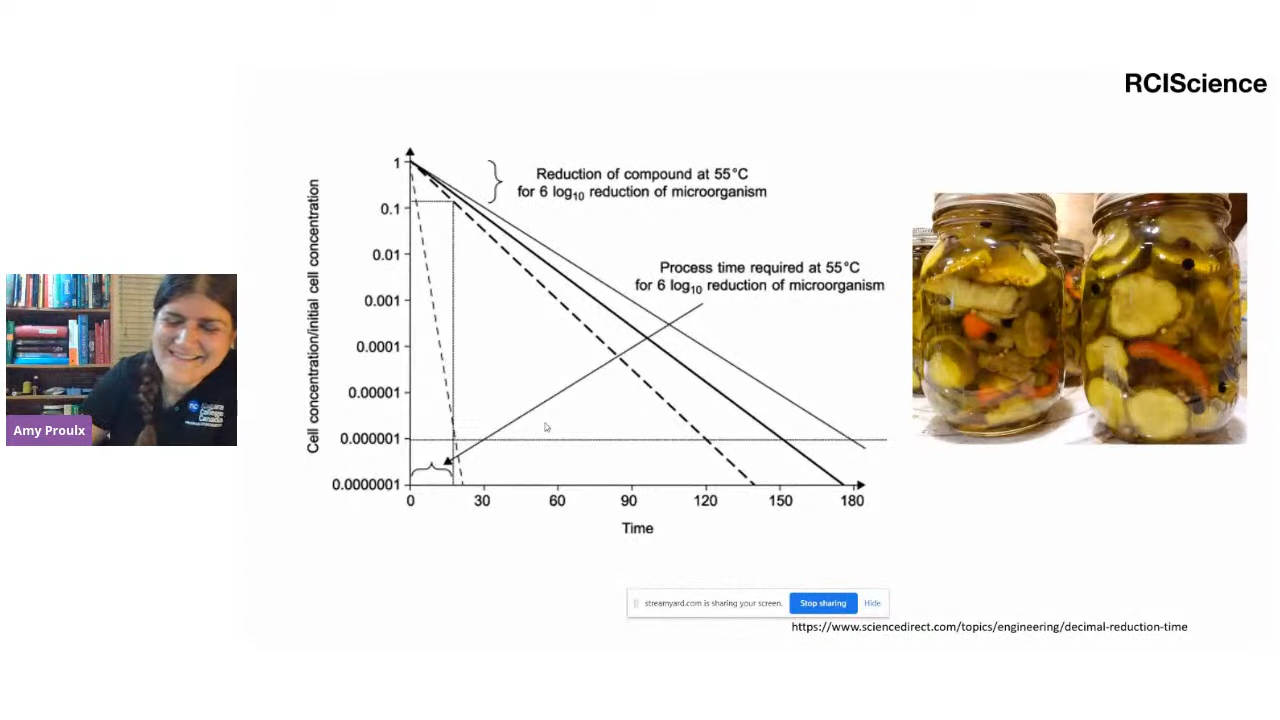 RCIScience
Reduction of compound at 55°C
for 6 log10 reduction of microorganism
Process time required at 55°C
for 6 log10 reduction of microorganism
Cell concentration/initial cell concentration
1
0.1
0.01
0.001
0.0001
0.00001
0.000001
0.0000001
0 30 60 90 120 150 180
Time
Niagara
College
Canada
Amy Proulx
streamyard.com is sharing your screen. Stop sharing Hide
https://www.sciencedirect.com/topics/engineering/decimal-reduction-time